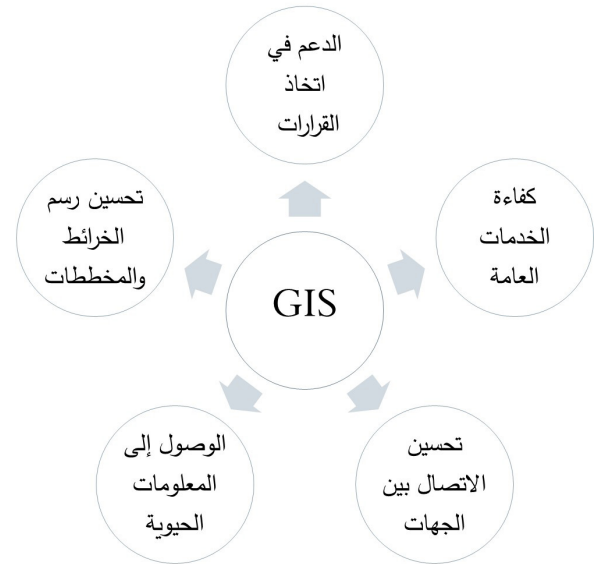 الدعم في
اتخاذ
القرارات
كفاءة
الخدمات
العامة
تحسين رسم
الخرائط
والمخططات
GIS
تحسين
الاتصال بين
الجهات
الوصول إلى
المعلومات
الحيوية